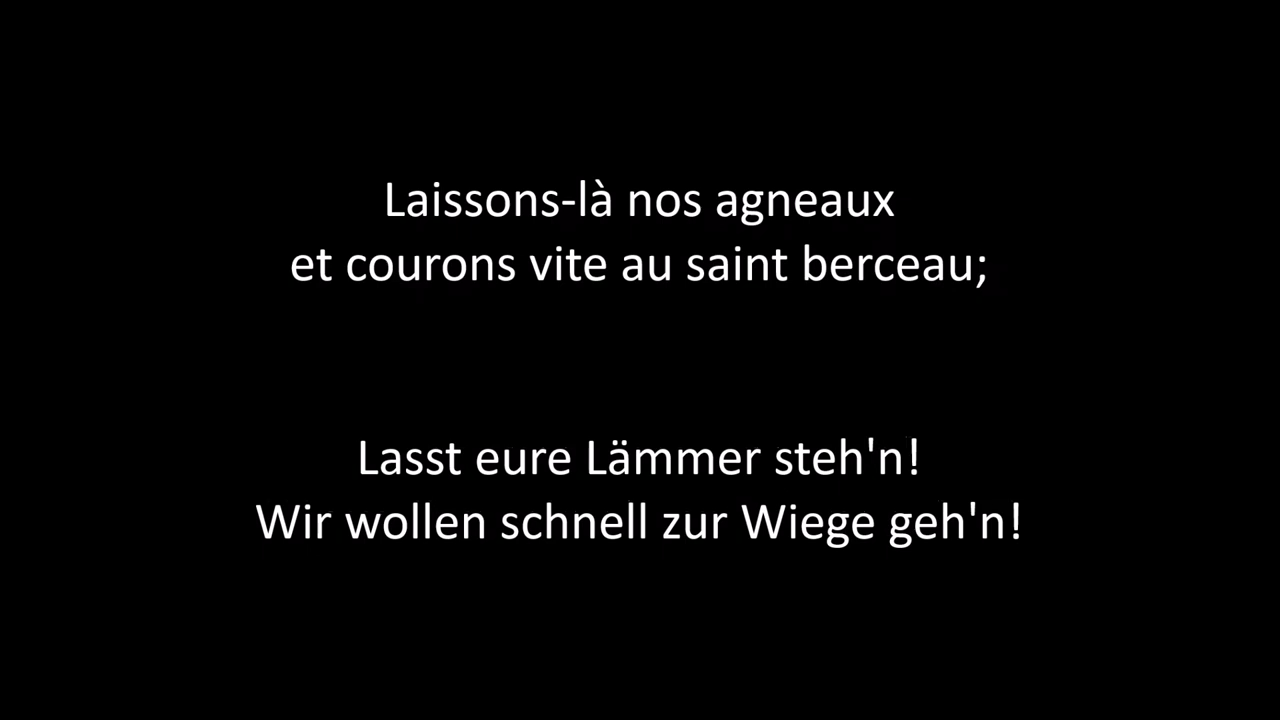 Laissons-là nos agneaux
et courons vite au saint berceau;
Lasst eure Lämmer steh'n!
Wir wollen schnell zur Wiege geh'n!